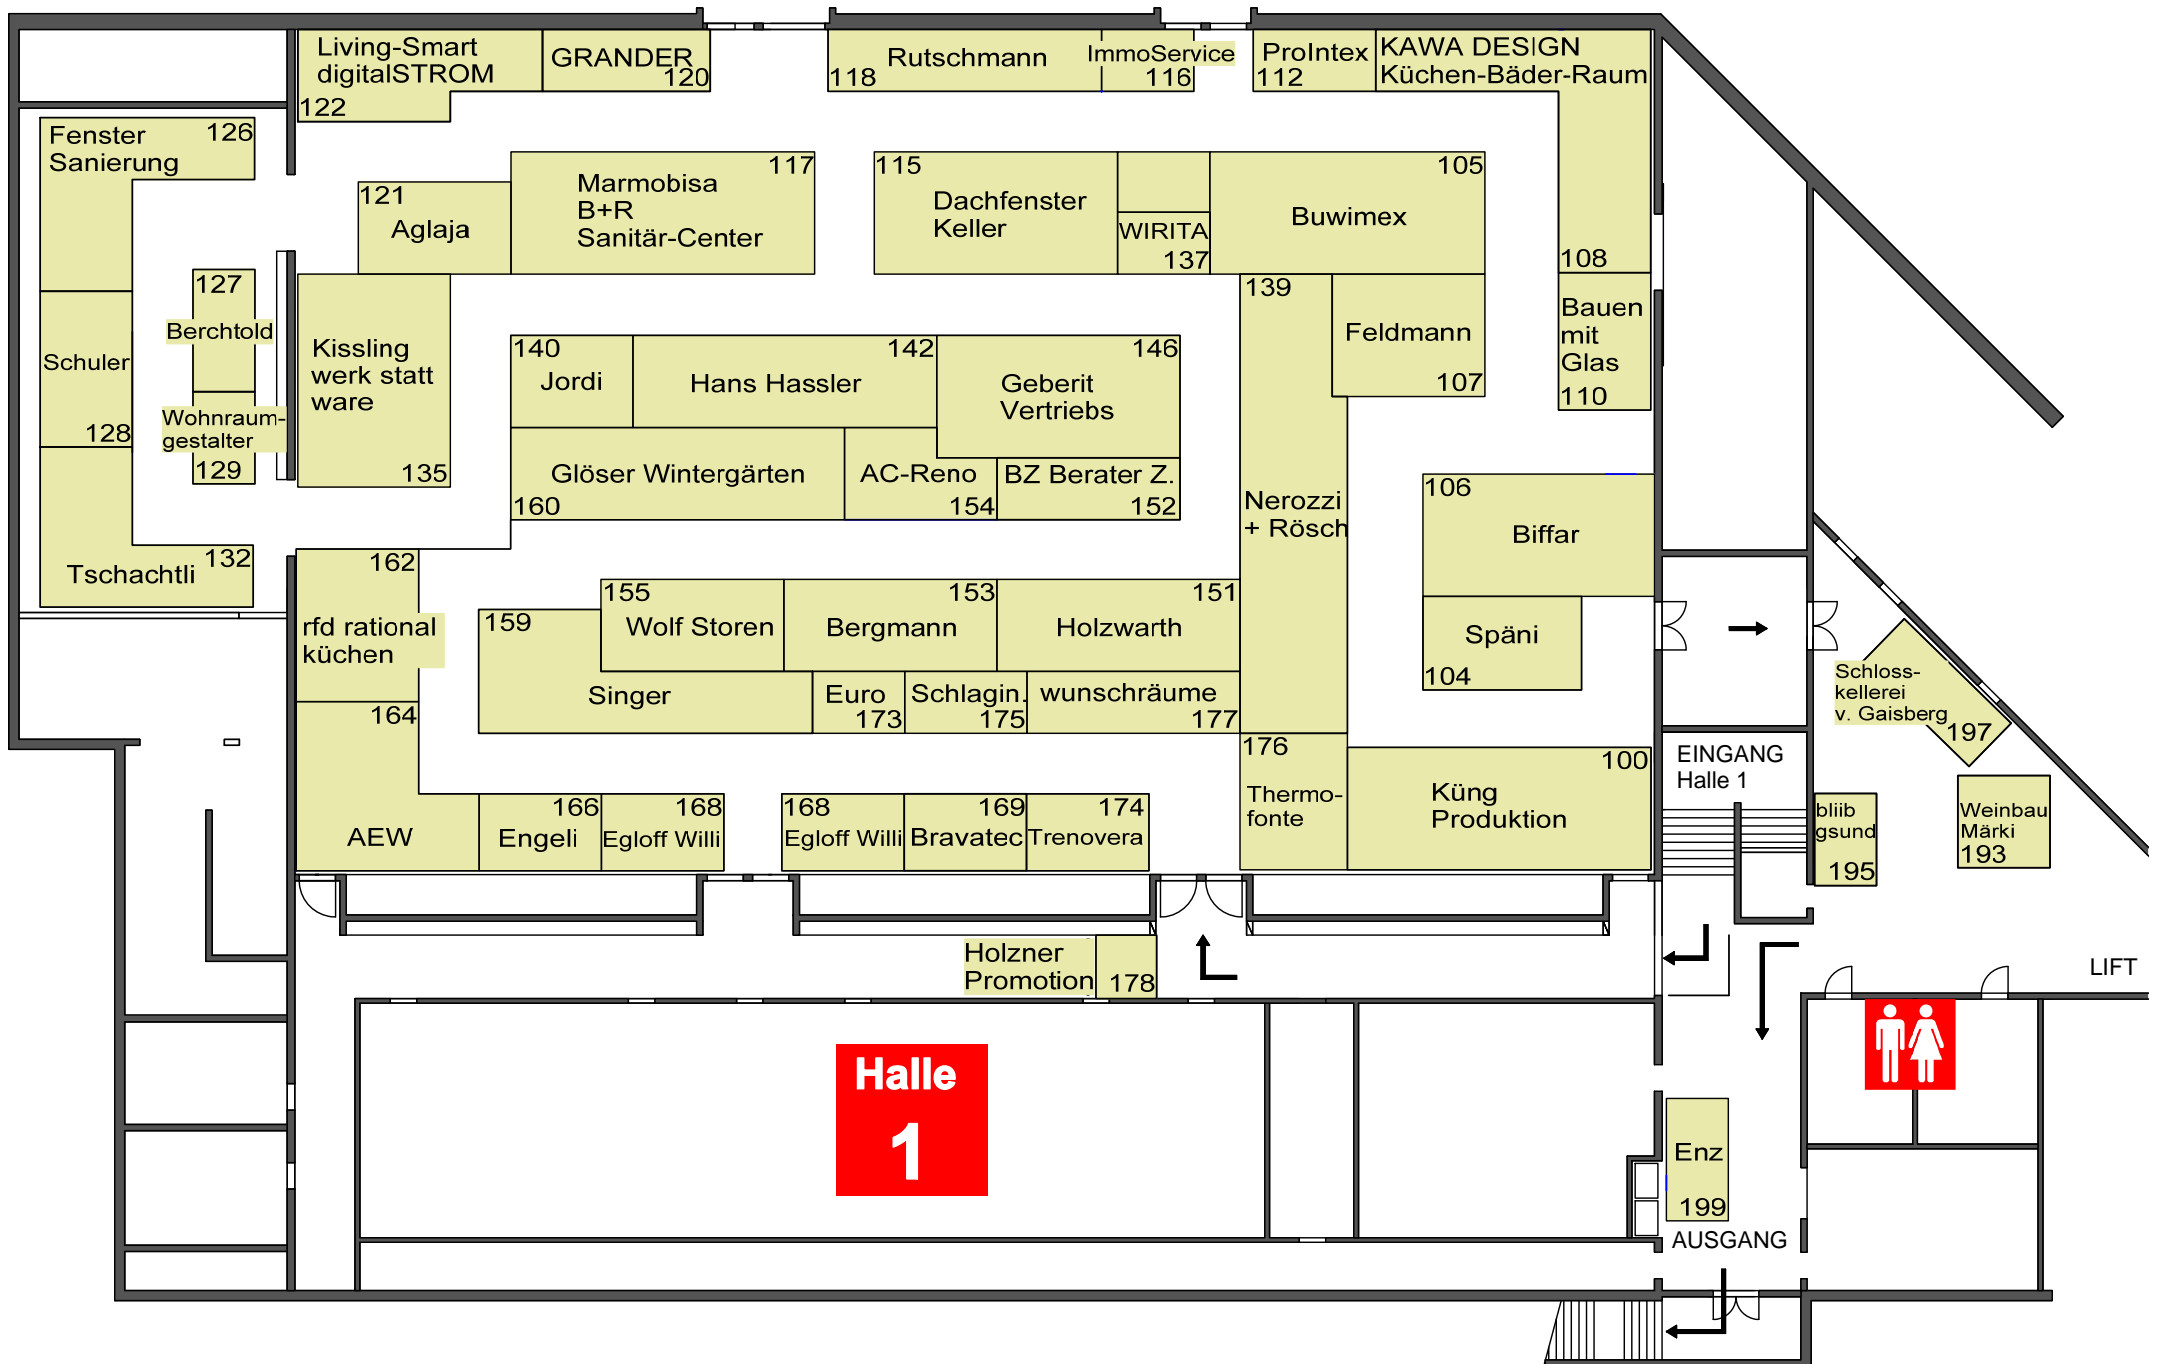 Living-Smart
digitalSTROM
122
GRANDER
120
Rutschmann
118
ImmoService
116
ProIntex
112
KAWA DESIGN
Küchen-Bäder-Raum
108
Fenster
Sanierung
126
121
Aglaja
117
Marmobisa
B+R
Sanitär-Center
115
Dachfenster
Keller
WIRITA
137
105
Buwimex
127
Berchtold
Schuler
128
Wohnraum-
gestalter
129
Kissling
werk statt
ware
135
140
Jordi
142
Hans Hassler
146
Geberit
Vertriebs
139
Nerozzi
+ Rösch
Feldmann
107
Bauen
mit
Glas
110
Glöser Wintergärten
160
AC-Reno
154
BZ Berater Z.
152
106
Biffar
132
Tschachtli
162
rfd rational
küchen
159
Singer
155
Wolf Storen
153
Bergmann
151
Holzwarth
Späni
104
Euro
173
Schlagin.
175
wunschräume
177
164
AEW
166
Engeli
168
Egloff Willi
168
Egloff Willi
169
Bravatec
174
Trenovera
176
Thermo-
fonte
100
Küng
Produktion
EINGANG
Halle 1
Schloss-
kellerei
v. Gaisberg
197
bliib
gsund
195
Weinbau
Märki
193
Holzner
Promotion
178
LIFT
Halle
1
Enz
199
AUSGANG